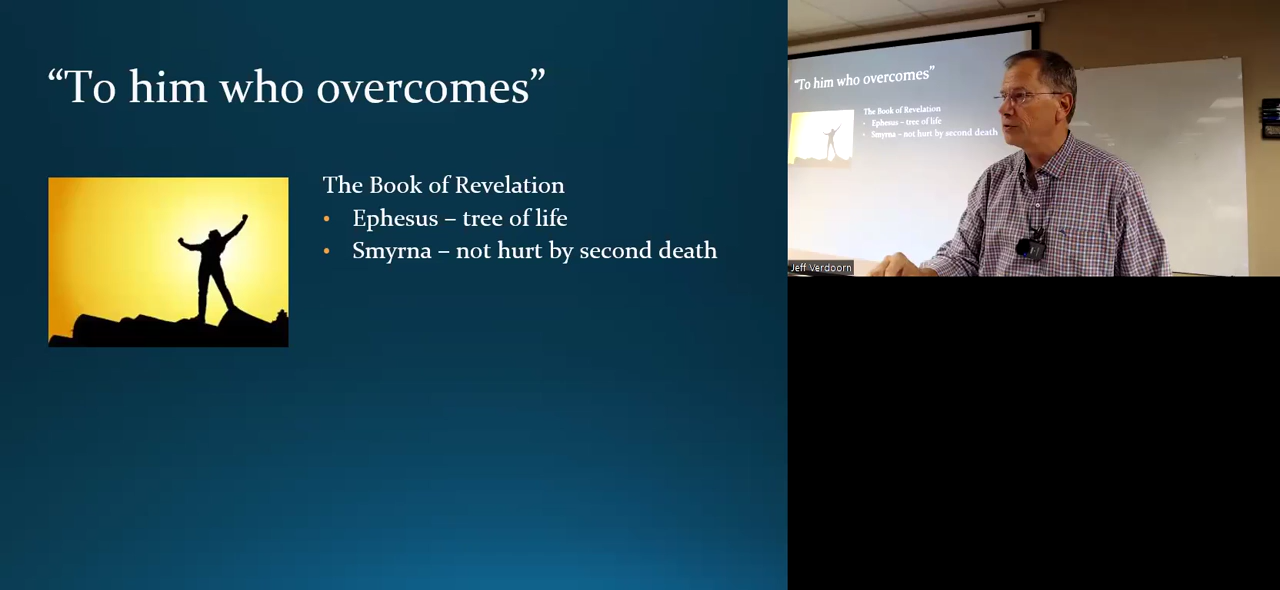 “To him who overcomes”
The Book of Revelation
• Ephesus – tree of life
• Smyrna – not hurt by second death
“To him who overcomes”
The Book of Revelation
• Ephesus – tree of life
• Smyrna – not hurt by second death
Jeff Verdoorn